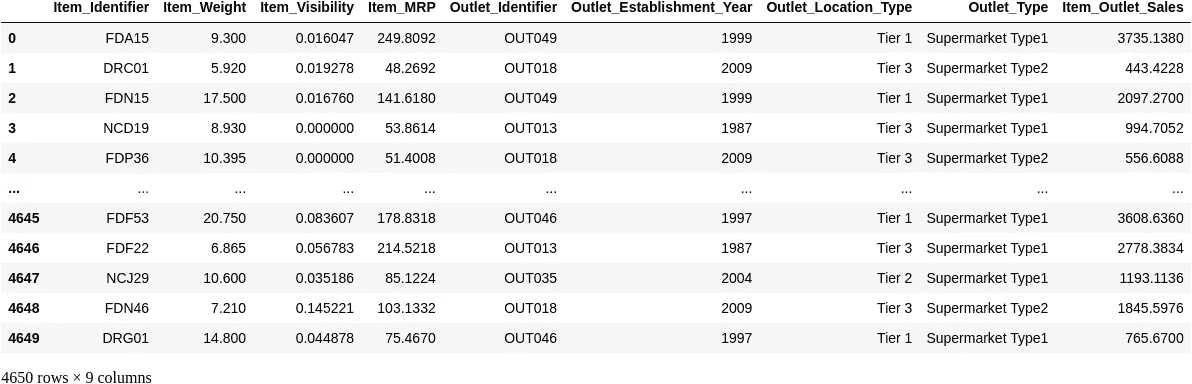 Item_Identifier Item_Weight Item_Visibility Item_MRP Outlet_Identifier Outlet_Establishment_Year Outlet_Location_Type Outlet_Type Item_Outlet_Sales
0 FDA15 9.300 0.016047 249.8092 OUT049 1999 Tier 1 Supermarket Type1 3735.1380
1 DRC01 5.920 0.019278 48.2692 OUT018 2009 Tier 3 Supermarket Type2 443.4228
2 FDN15 17.500 0.016760 141.6180 OUT049 1999 Tier 1 Supermarket Type1 2097.2700
3 NCD19 8.930 0.000000 53.8614 OUT013 1987 Tier 3 Supermarket Type1 994.7052
4 FDP36 10.395 0.000000 51.4008 OUT018 2009 Tier 3 Supermarket Type2 556.6088
... ... ... ... ... ... ... ... ... ...
4645 FDF53 20.750 0.083607 178.8318 OUT046 1997 Tier 1 Supermarket Type1 3608.6360
4646 FDF22 6.865 0.056783 214.5218 OUT013 1987 Tier 3 Supermarket Type1 2778.3834
4647 NCJ29 10.600 0.035186 85.1224 OUT035 2004 Tier 2 Supermarket Type1 1193.1136
4648 FDN46 7.210 0.145221 103.1332 OUT018 2009 Tier 3 Supermarket Type2 1845.5976
4649 DRG01 14.800 0.044878 75.4670 OUT046 1997 Tier 1 Supermarket Type1 765.6700
4650 rows × 9 columns